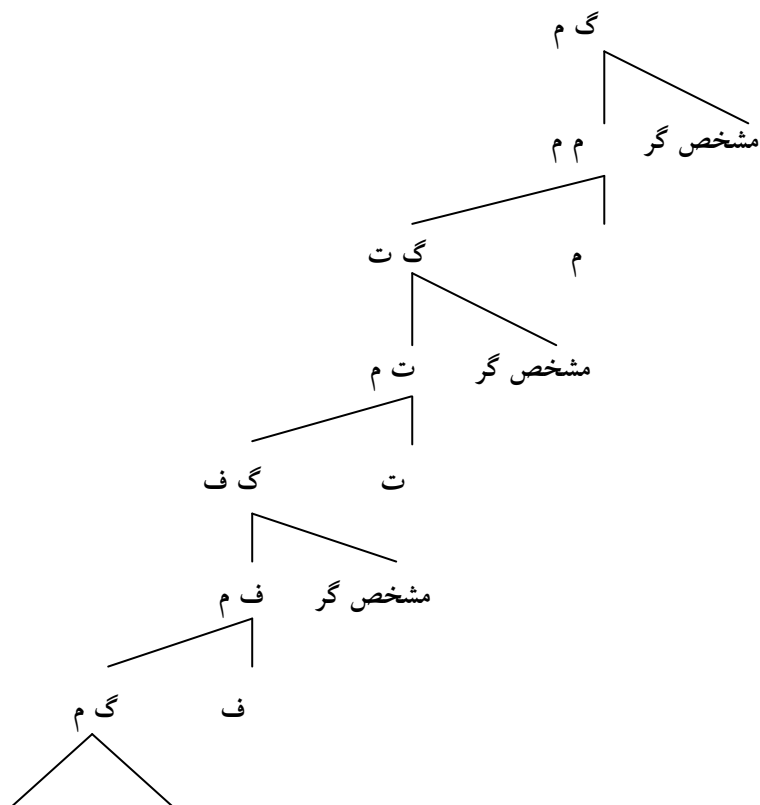 گ م
مشخص گر م م
م گ ت
مشخص گر ت م
ت گ ف
مشخص گر ف م
ف گ م